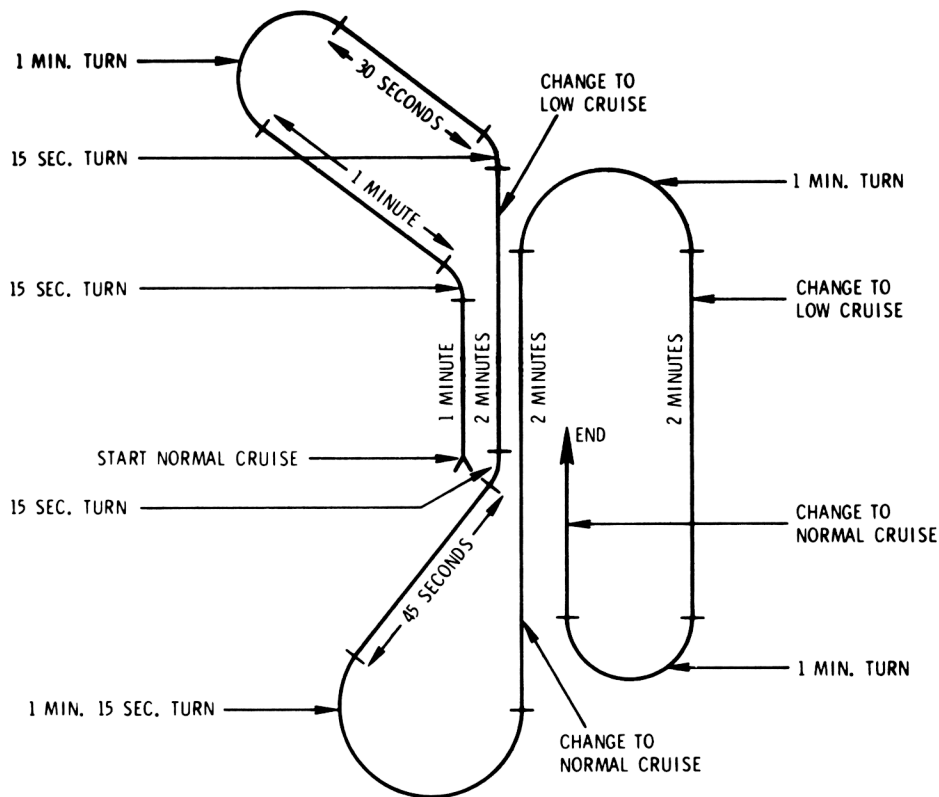 1 MIN. TURN
30 SECONDS
CHANGE TO
LOW CRUISE
15 SEC. TURN
1 MINUTE
1 MIN. TURN
15 SEC. TURN
CHANGE TO
LOW CRUISE
1 MINUTE
2 MINUTES
2 MINUTES
2 MINUTES
END
START NORMAL CRUISE
15 SEC. TURN
CHANGE TO
NORMAL CRUISE
45 SECONDS
1 MIN. TURN
1 MIN. 15 SEC. TURN
CHANGE TO
NORMAL CRUISE